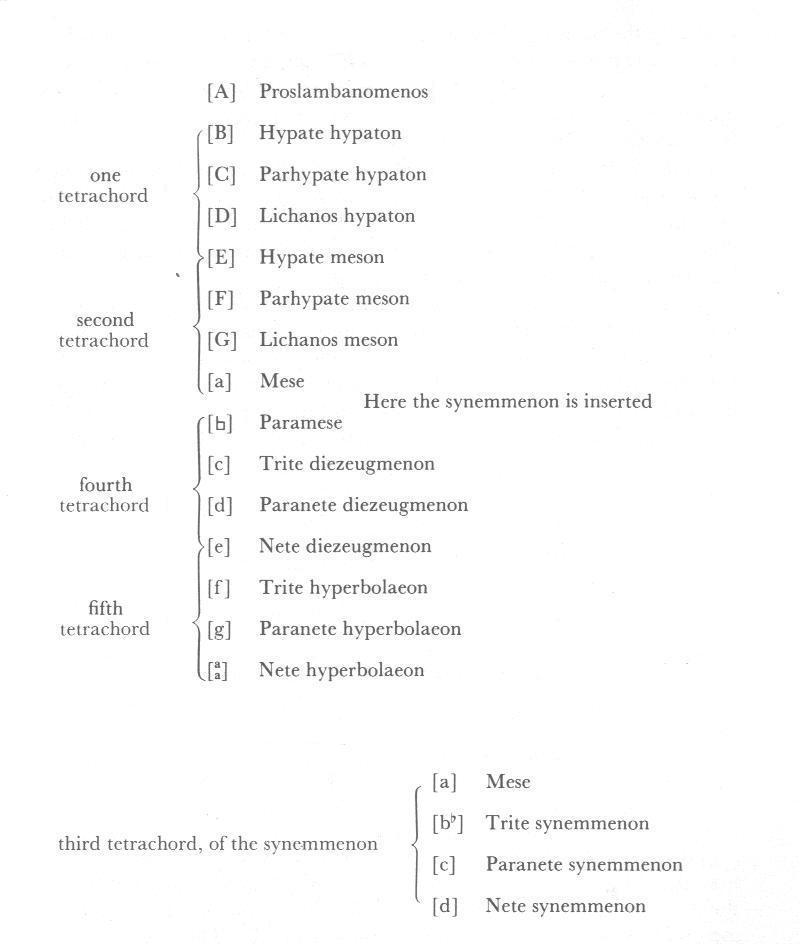 [A] Proslambanomenos
[B] Hypate hypaton
one
tetrachord
[C] Parhypate hypaton
[D] Lichanos hypaton
[E] Hypate meson
[F] Parhypate meson
second
tetrachord
[G] Lichanos meson
[a] Mese
Here the synemmenon is inserted
[♮] Paramese
[c] Trite diezeugmenon
fourth
tetrachord
[d] Paranete diezeugmenon
[e] Nete diezeugmenon
[f] Trite hyperbolaeon
fifth
tetrachord
[g] Paranete hyperbolaeon
[a
a] Nete hyperbolaeon
[a] Mese
[b♭] Trite synemmenon
third tetrachord, of the synemmenon
[c] Paranete synemmenon
[d] Nete synemmenon